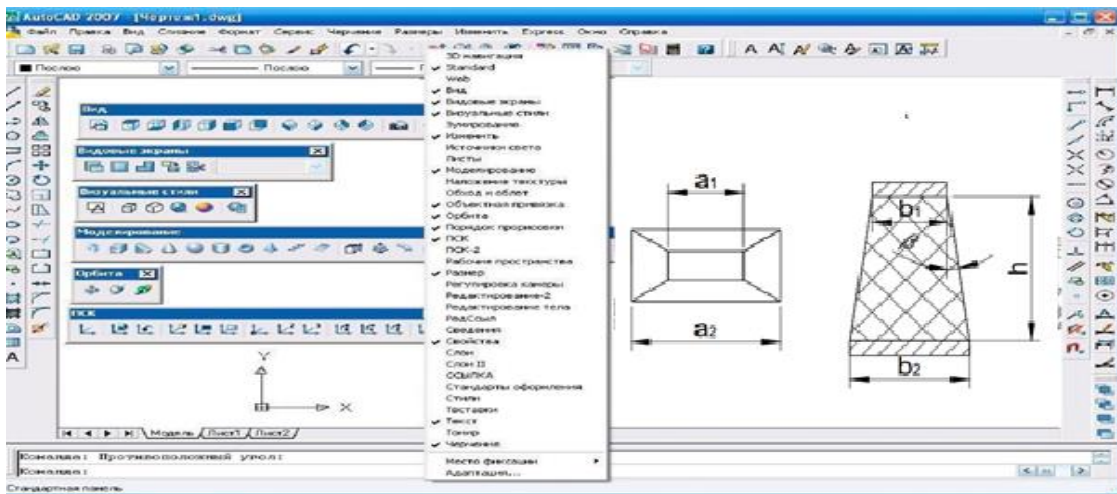 AutoCAD 2007 - [Чертеж1.dwg]
Файл Правка Вид Вставка Формат Сервис Черчение Размеры Изменить Express Окно Справка
Послою Послою
3D навигация
Standard
Web
Вид
Видовые экраны
Визуальные стили
Зумирование
Изменить
Источники света
Листы
Моделирование
Наложение текстуры
Обход и облет
Объектная привязка
Орбита
Порядок прорисовки
ПСК
ПСК-2
Рабочие пространства
Размер
Регулировка камеры
Редактирование-2
Редактирование тела
РедСсыл
Сведения
Свойства
Слои
Слои II
ССЫЛКА
Стандарты оформления
Стили
Текст
Тонир
Черчение
Место фиксации
Адаптация...
Вид
Видовые экраны
Визуальные стили
Моделирование
Орбита
ПСК
Y
X
a1
a2
b1
h
b2
Модель Лист1 Лист2
Команда: Противоположный угол:
Команда:
Стандартная панель